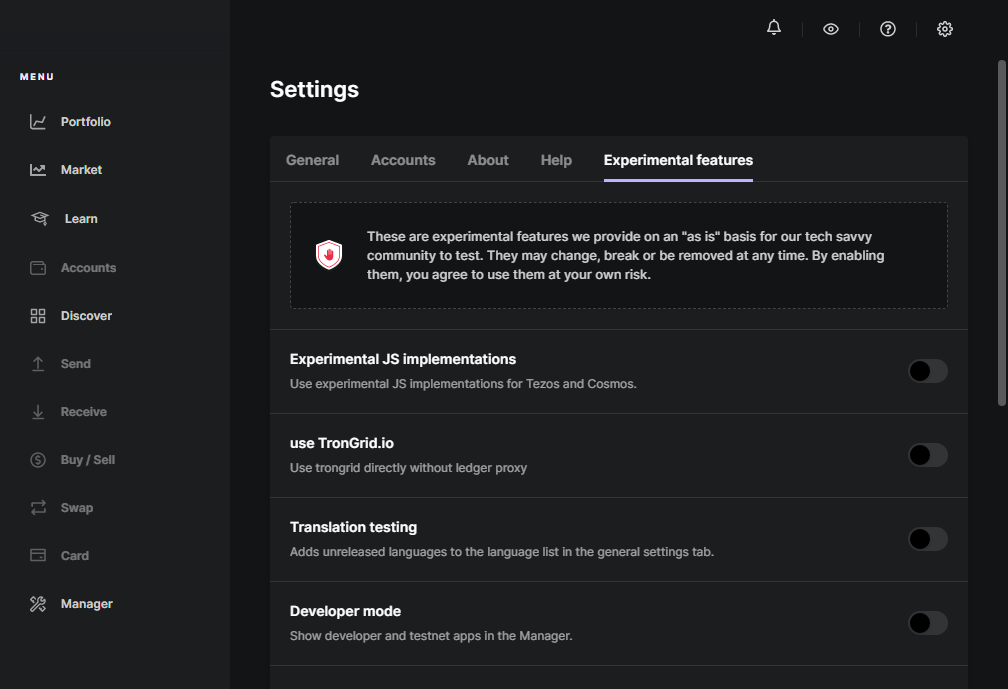 MENU
Portfolio
Market
Learn
Accounts
Discover
Send
Receive
Buy / Sell
Swap
Card
Manager
Settings
General Accounts About Help Experimental features
These are experimental features we provide on an "as is" basis for our tech savvy
community to test. They may change, break or be removed at any time. By enabling
them, you agree to use them at your own risk.
Experimental JS implementations
Use experimental JS implementations for Tezos and Cosmos.
use TronGrid.io
Use trongrid directly without ledger proxy
Translation testing
Adds unreleased languages to the language list in the general settings tab.
Developer mode
Show developer and testnet apps in the Manager.